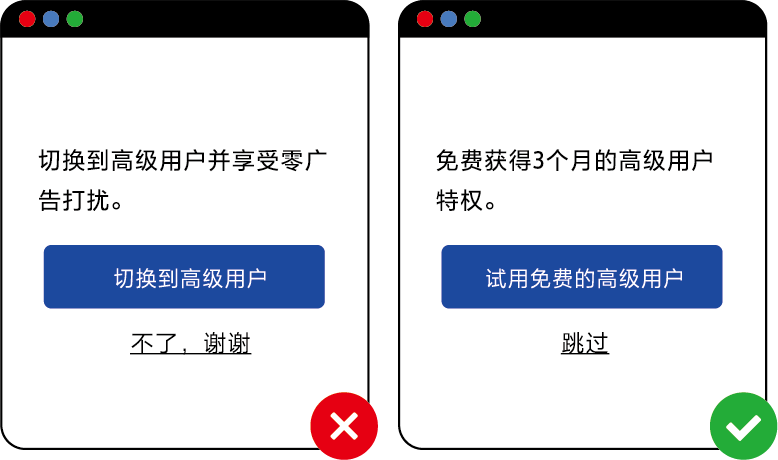 切换到高级用户并享受零广
告打扰。
切换到高级用户
不了，谢谢
免费获得3个月的高级用户
特权。
试用免费的高级用户
跳过